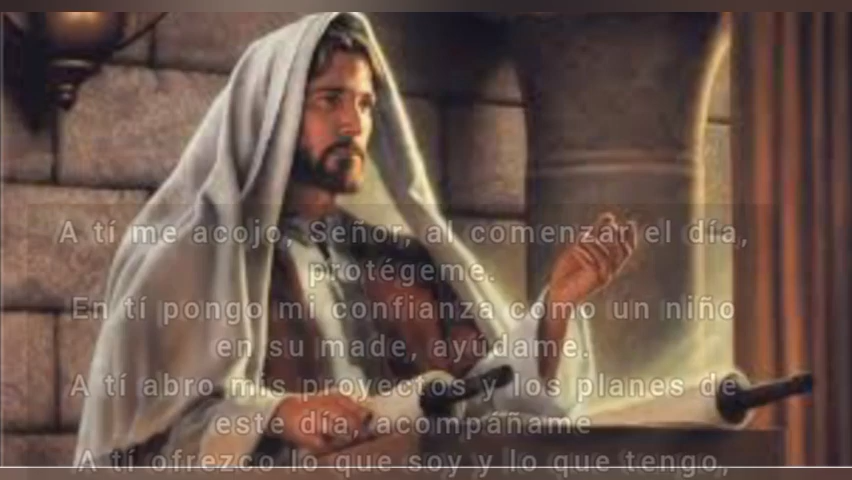 A tí me acojo, Señor al comenzar el día,
protégeme.
En tí pongo mi confianza como un niño
en su made, ayúdame.
A tí abro mis proyectos y los planes de
este día, acompáñame
A tí ofrezco lo que soy y lo que tengo,